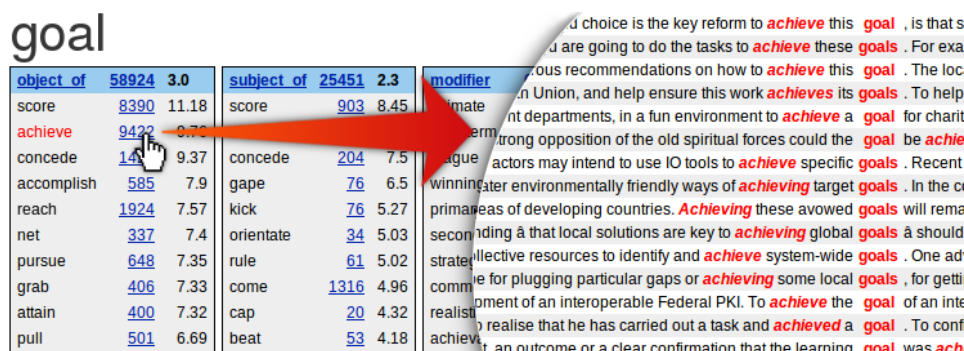 goal
object_of 58924 3.0
score 8390 11.18
achieve
concede 9.37
accomplish 585 7.9
reach 1924 7.57
net 337 7.4
pursue 648 7.35
grab 406 7.33
attain 400 7.32
pull 501 6.69
subject_of 25451 2.3
score 903 8.45
concede 204 7.5
gape 76 6.5
kick 76 5.27
orientate 34 5.03
rule 61 5.02
come 1316 4.96
cap 20 4.32
beat 53 4.18
modifier
choice is the key reform to achieve this goal , is that s
u are going to do the tasks to achieve these goals . For exa
ous recommendations on how to achieve this goal . The loc
n Union, and help ensure this work achieves its goals . To help
nt departments, in a fun environment to achieve a goal for charit
trong opposition of the old spiritual forces could the goal be achie
actors may intend to use IO tools to achieve specific goals . Recent
ater environmentally friendly ways of achieving target goals . In the c
eas of developing countries. Achieving these avowed goals will rema
nding â that local solutions are key to achieving global goals â should
llective resources to identify and achieve system-wide goals . One ad
e for plugging particular gaps or achieving some local goals , for getti
pment of an interoperable Federal PKI. To achieve the goal of an inte
realise that he has carried out a task and achieved a goal . To conf
an outcome or a clear confirmation that the learning goal was ach